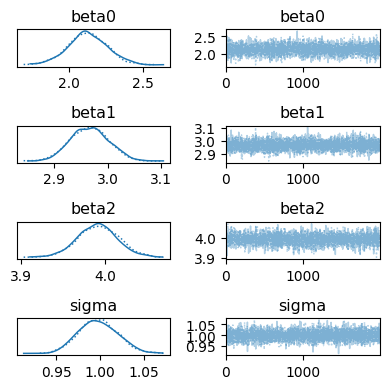 beta0 beta0
2.5
2.0
2.0 2.5 0 1000
beta1 beta1
3.1
3.0
2.9
2.9 3.0 3.1 0 1000
beta2 beta2
4.0
3.9
3.9 4.0 0 1000
sigma sigma
1.05
1.00
0.95
0.95 1.00 1.05 0 1000